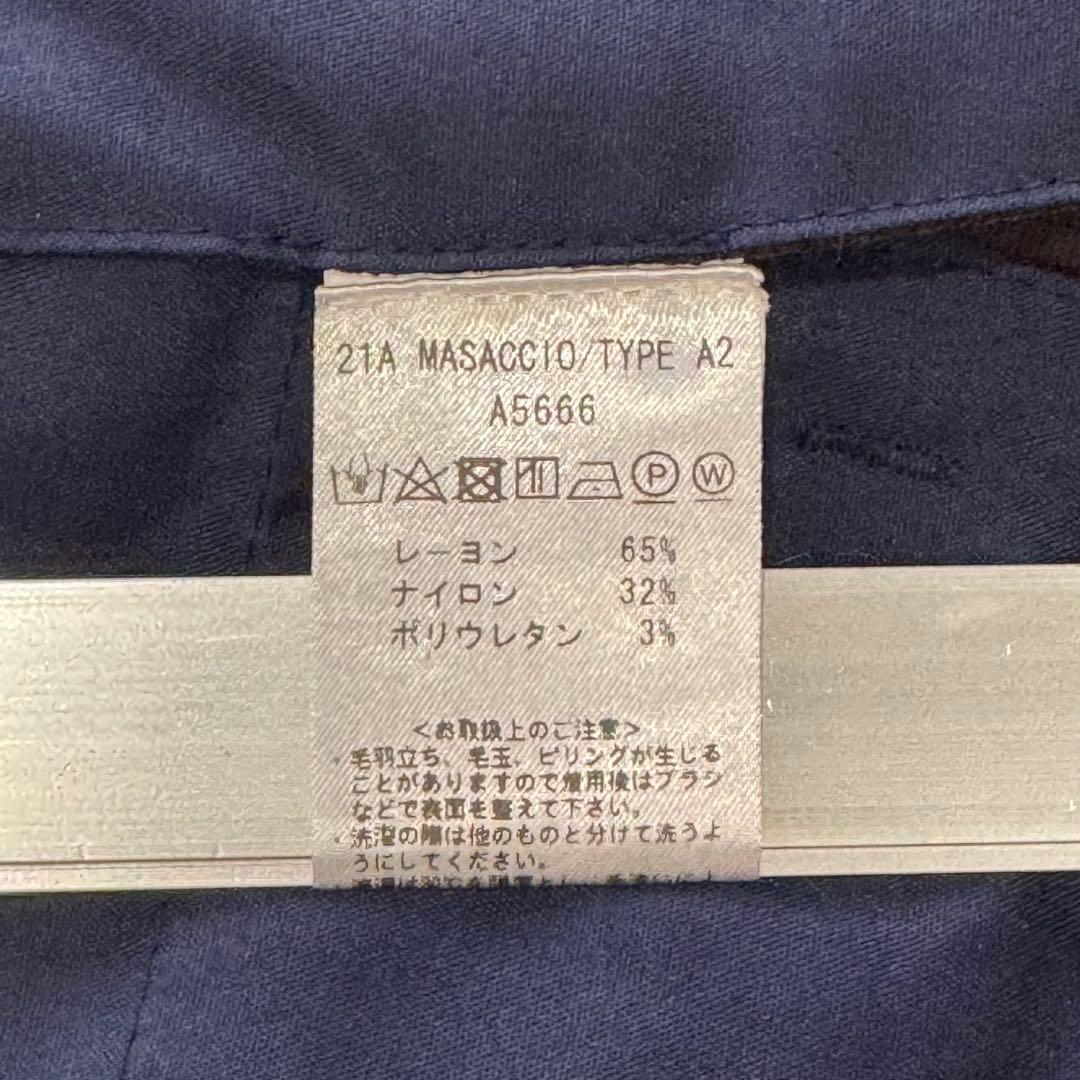 21A MASACCIO/TYPE A2
A5666
P W
レーヨン 65%
ナイロン 32%
ポリウレタン 3%
<お取扱上のご注意>
・毛羽立ち、毛玉、ピリングが生じる
ことがありますので着用後はブラシ
などで表面を整えて下さい。
・洗濯の際は他のものと分けて洗うよ
うにしてください。